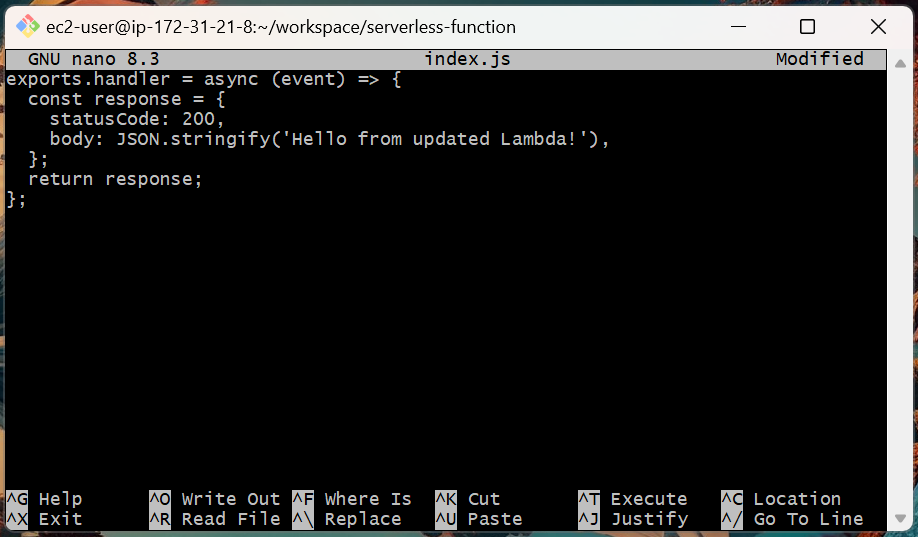 ec2-user@ip-172-31-21-8:~/workspace/serverless-function
GNU nano 8.3 index.js Modified
exports.handler = async (event) => {
  const response = {
    statusCode: 200,
    body: JSON.stringify('Hello from updated Lambda!'),
  };
  return response;
};
^G Help ^O Write Out ^F Where Is ^K Cut ^T Execute ^C Location
^X Exit ^R Read File ^\ Replace ^U Paste ^J Justify ^/ Go To Line